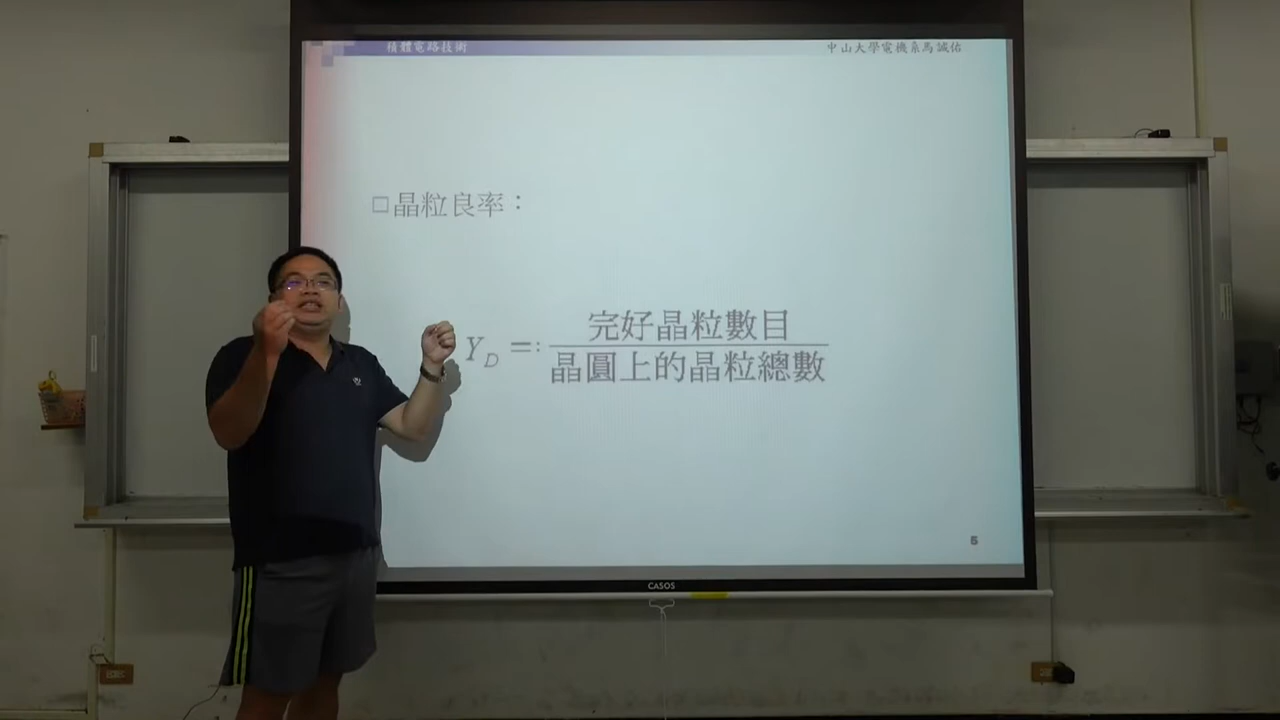 積體電路技術
中山大學電機系馬誠佑
□晶粒良率：
Y_D =: 完好晶粒數目
晶圓上的晶粒總數
5
CASOS